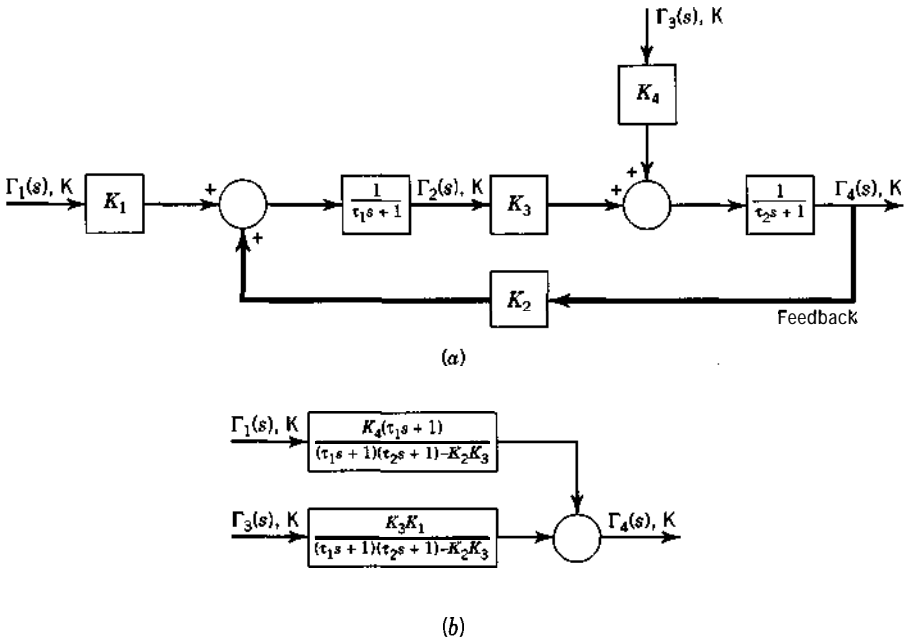 Γ₃(s), K
K₄
Γ₁(s), K
K₁
+
+
1
τ₁s + 1
Γ₂(s), K
K₃
+
+
1
τ₂s + 1
Γ₄(s), K
K₂
Feedback
(a)
Γ₁(s), K
K₄(τ₁s + 1)
(τ₁s + 1)(τ₂s + 1)–K₂K₃
Γ₃(s), K
K₃K₁
(τ₁s + 1)(τ₂s + 1)–K₂K₃
Γ₄(s), K
(b)